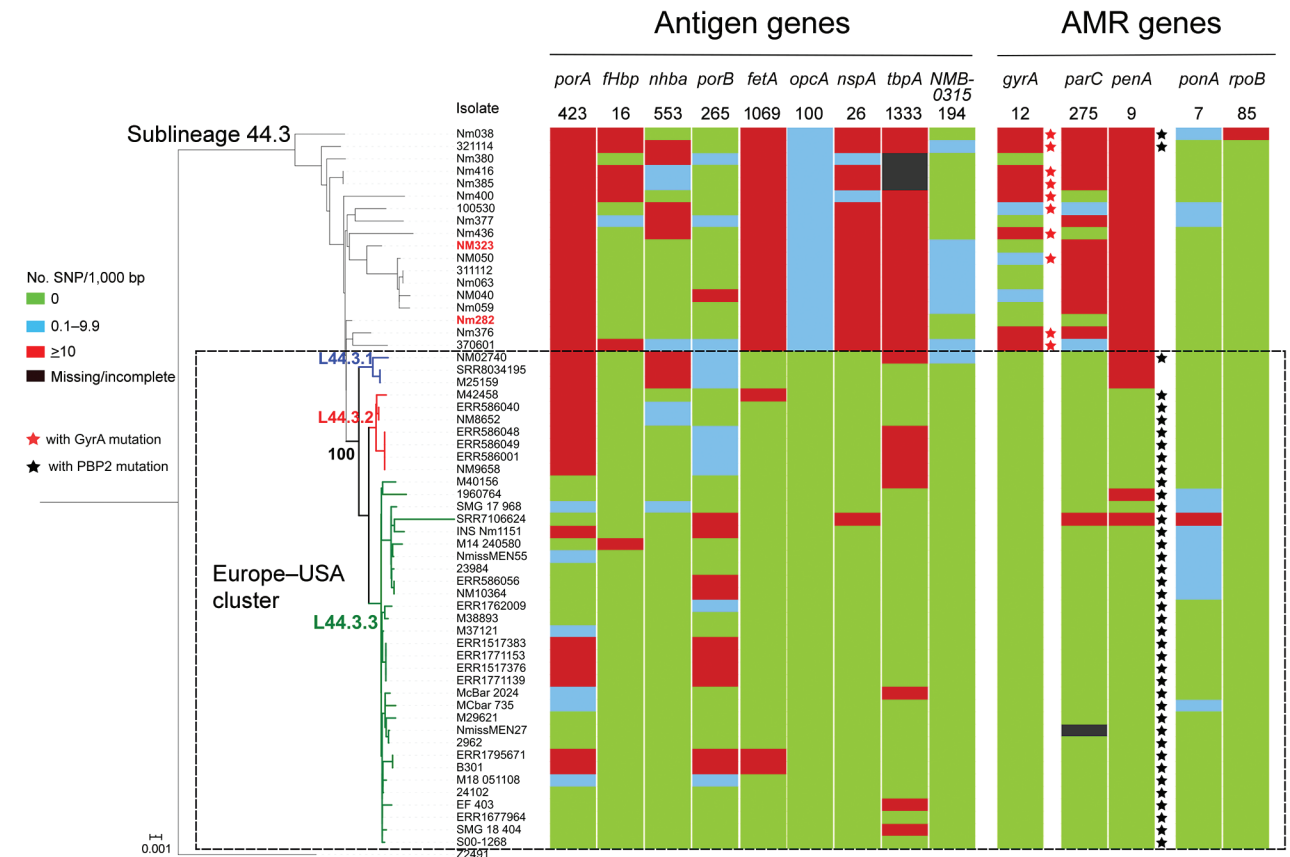 Antigen genes
AMR genes
porA fHbp nhba porB fetA opcA nspA tbpA NMB-0315 gyrA parC penA ponA rpoB
Isolate
423 16 553 265 1069 100 26 1333 194 12 275 9 7 85
Sublineage 44.3
Nm038
321114
Nm380
Nm416
Nm385
Nm400
100530
Nm377
Nm436
NM323
NM050
311112
Nm063
NM040
Nm059
Nm282
Nm376
370601
No. SNP/1,000 bp
0
0.1–9.9
≥10
Missing/incomplete
with GyrA mutation
with PBP2 mutation
L44.3.1
NM02740
SRR8034195
M25159
M42458
ERR586040
L44.3.2
NM8652
ERR586048
ERR586049
100
ERR586001
NM9658
M40156
1960764
SMG 17 968
SRR7106624
INS Nm1151
M14 240580
NmissMEN55
23984
Europe–USA
cluster
ERR586056
NM10364
ERR1762009
M38893
L44.3.3
M37121
ERR1517383
ERR1771153
ERR1517376
ERR1771139
McBar 2024
MCbar 735
M29621
NmissMEN27
2962
ERR1795671
B301
M18 051108
24102
EF 403
ERR1677964
SMG 18 404
S00-1268
0.001
Z2491